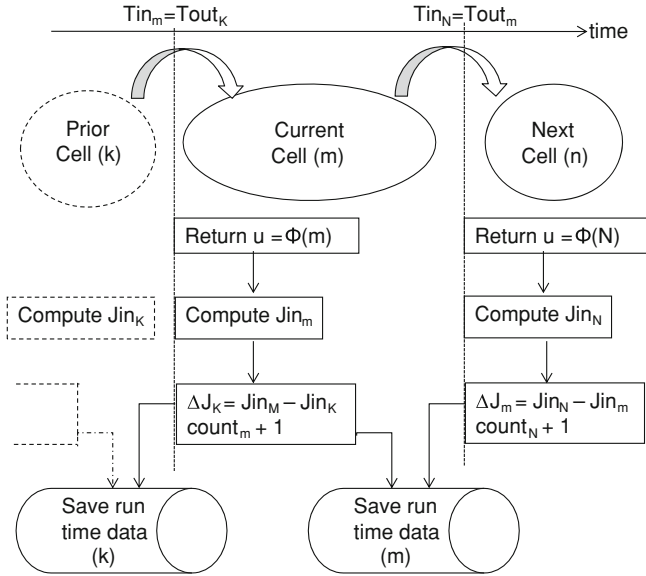 Tin_m=Tout_K
Tin_N=Tout_m
time
Prior
Cell (k)
Current
Cell (m)
Next
Cell (n)
Return u =Φ(m)
Return u =Φ(N)
Compute Jin_K
Compute Jin_m
Compute Jin_N
ΔJ_K = Jin_M – Jin_K
count_m + 1
ΔJ_m = Jin_N – Jin_m
count_N + 1
Save run
time data
(k)
Save run
time data
(m)